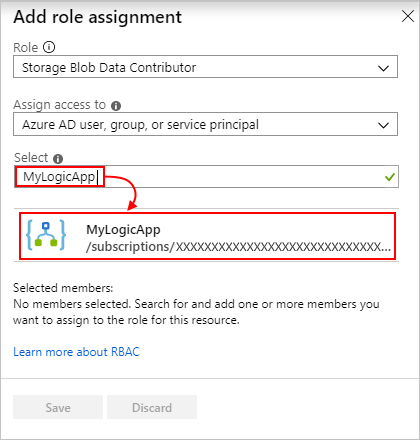 Add role assignment
Role
Storage Blob Data Contributor
Assign access to
Azure AD user, group, or service principal
Select
MyLogicApp
MyLogicApp
/subscriptions/XXXXXXXXXXXXXXXXXXXXXXXXXXXXX...
Selected members:
No members selected. Search for and add one or more members you
want to assign to the role for this resource.
Learn more about RBAC
Save Discard